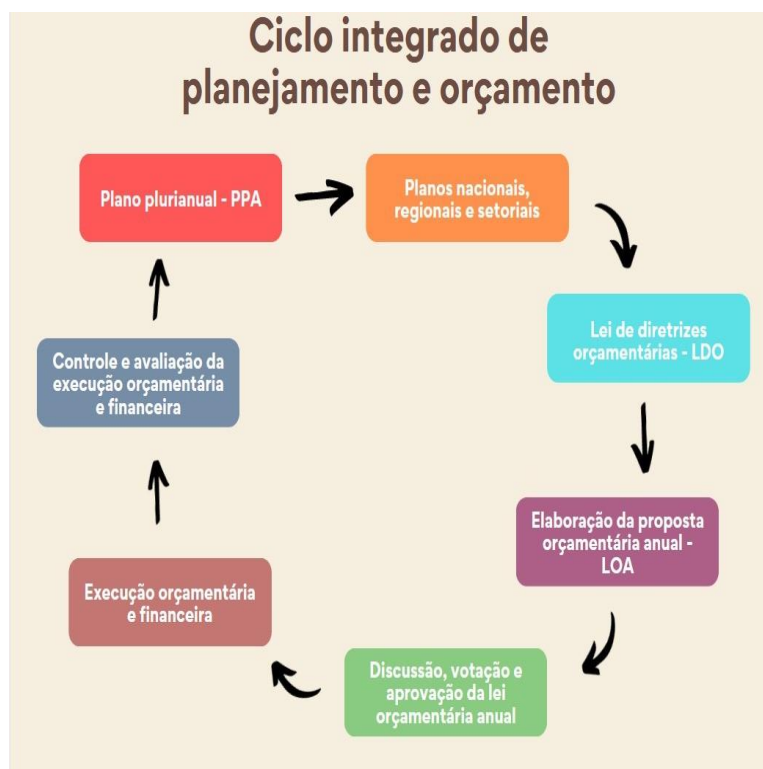 Ciclo integrado de
planejamento e orçamento
Plano plurianual - PPA
Planos nacionais,
regionais e setoriais
Lei de diretrizes
orçamentárias - LDO
Elaboração da proposta
orçamentária anual -
LOA
Discussão, votação e
aprovação da lei
orçamentária anual
Execução orçamentária
e financeira
Controle e avaliação da
execução orçamentária
e financeira